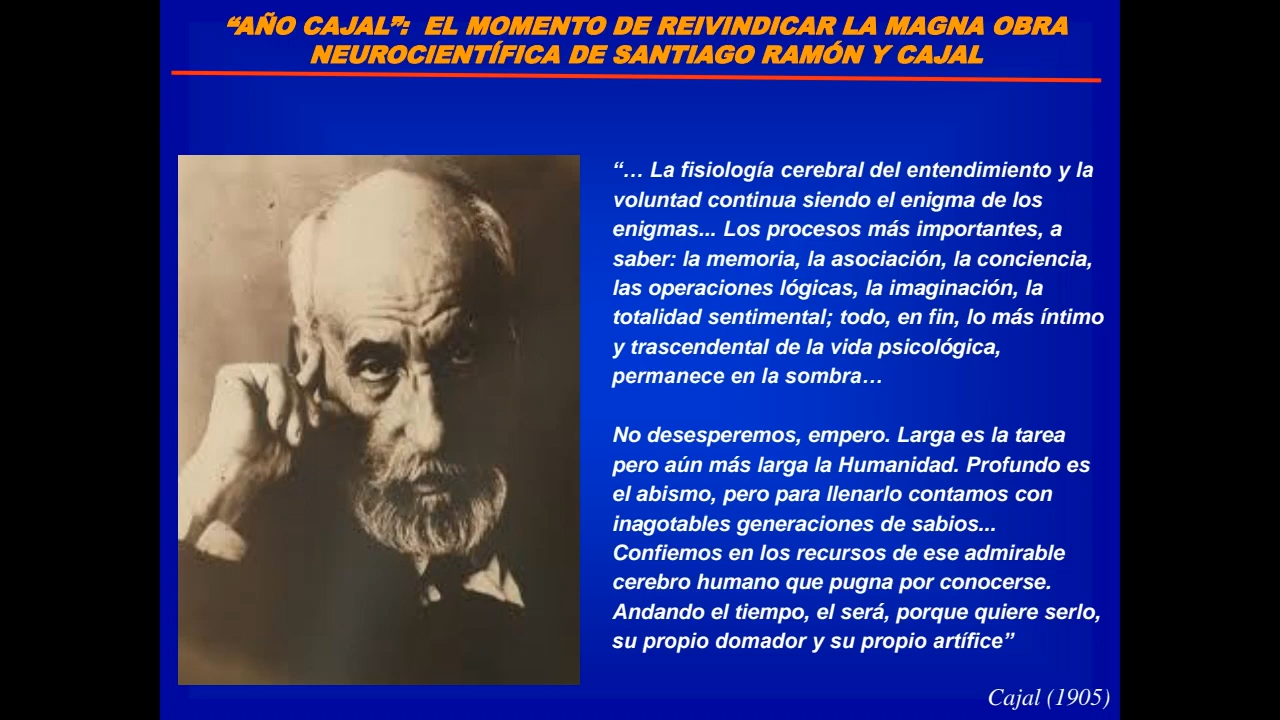 “AÑO CAJAL”: EL MOMENTO DE REIVINDICAR LA MAGNA OBRA
NEUROCIENTÍFICA DE SANTIAGO RAMÓN Y CAJAL
“… La fisiología cerebral del entendimiento y la
voluntad continua siendo el enigma de los
enigmas... Los procesos más importantes, a
saber: la memoria, la asociación, la conciencia,
las operaciones lógicas, la imaginación, la
totalidad sentimental; todo, en fin, lo más íntimo
y trascendental de la vida psicológica,
permanece en la sombra…
No desesperemos, empero. Larga es la tarea
pero aún más larga la Humanidad. Profundo es
el abismo, pero para llenarlo contamos con
inagotables generaciones de sabios...
Confiemos en los recursos de ese admirable
cerebro humano que pugna por conocerse.
Andando el tiempo, el será, porque quiere serlo,
su propio domador y su propio artífice”
Cajal (1905)